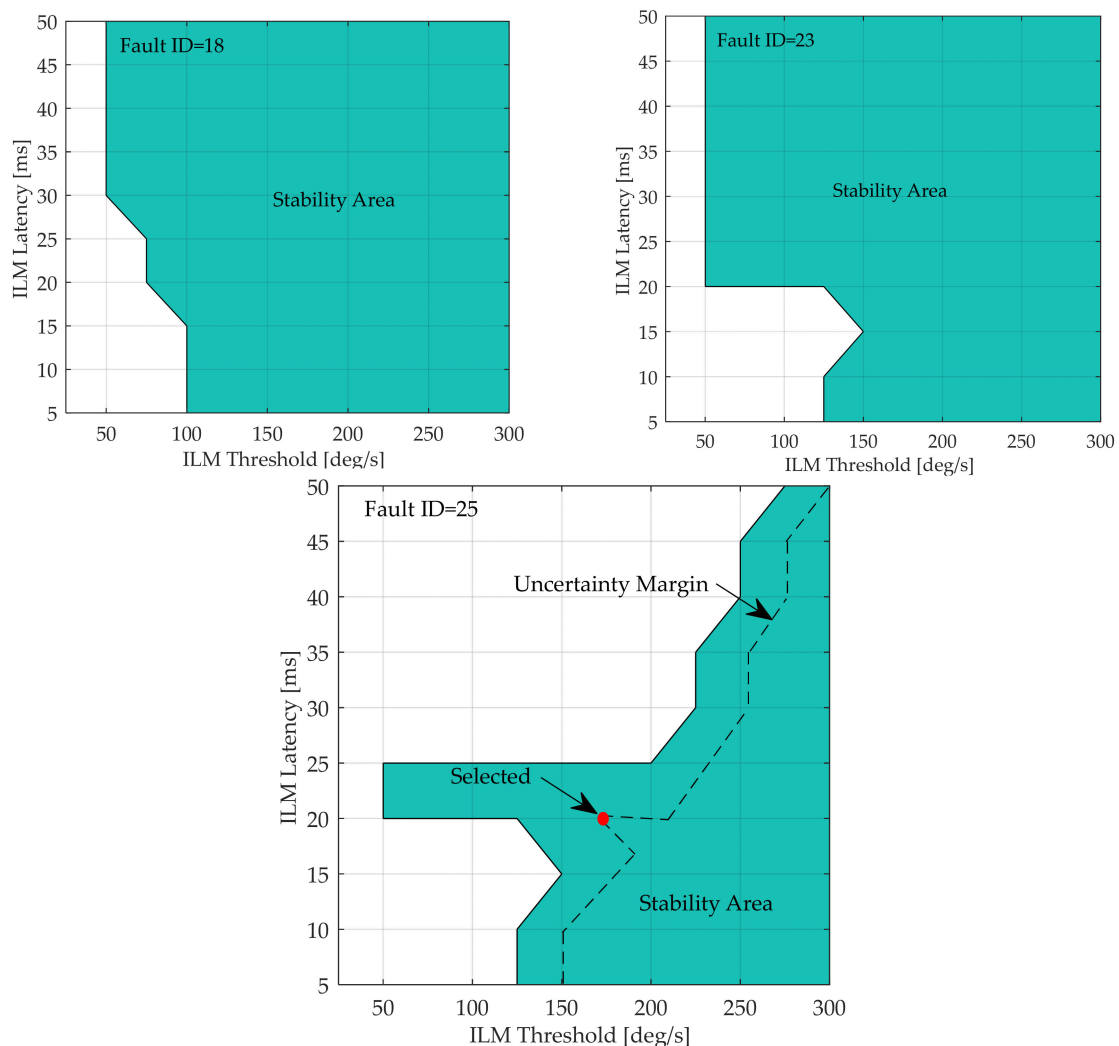 Fault ID=18
50
45
40
35
30
25
20
15
10
5
ILM Latency [ms]
Stability Area
50 100 150 200 250 300
ILM Threshold [deg/s]
Fault ID=23
50
45
40
35
30
25
20
15
10
5
ILM Latency [ms]
Stability Area
50 100 150 200 250 300
ILM Threshold [deg/s]
Fault ID=25
50
45
40
35
30
25
20
15
10
5
ILM Latency [ms]
Uncertainty Margin
Selected
Stability Area
50 100 150 200 250 300
ILM Threshold [deg/s]